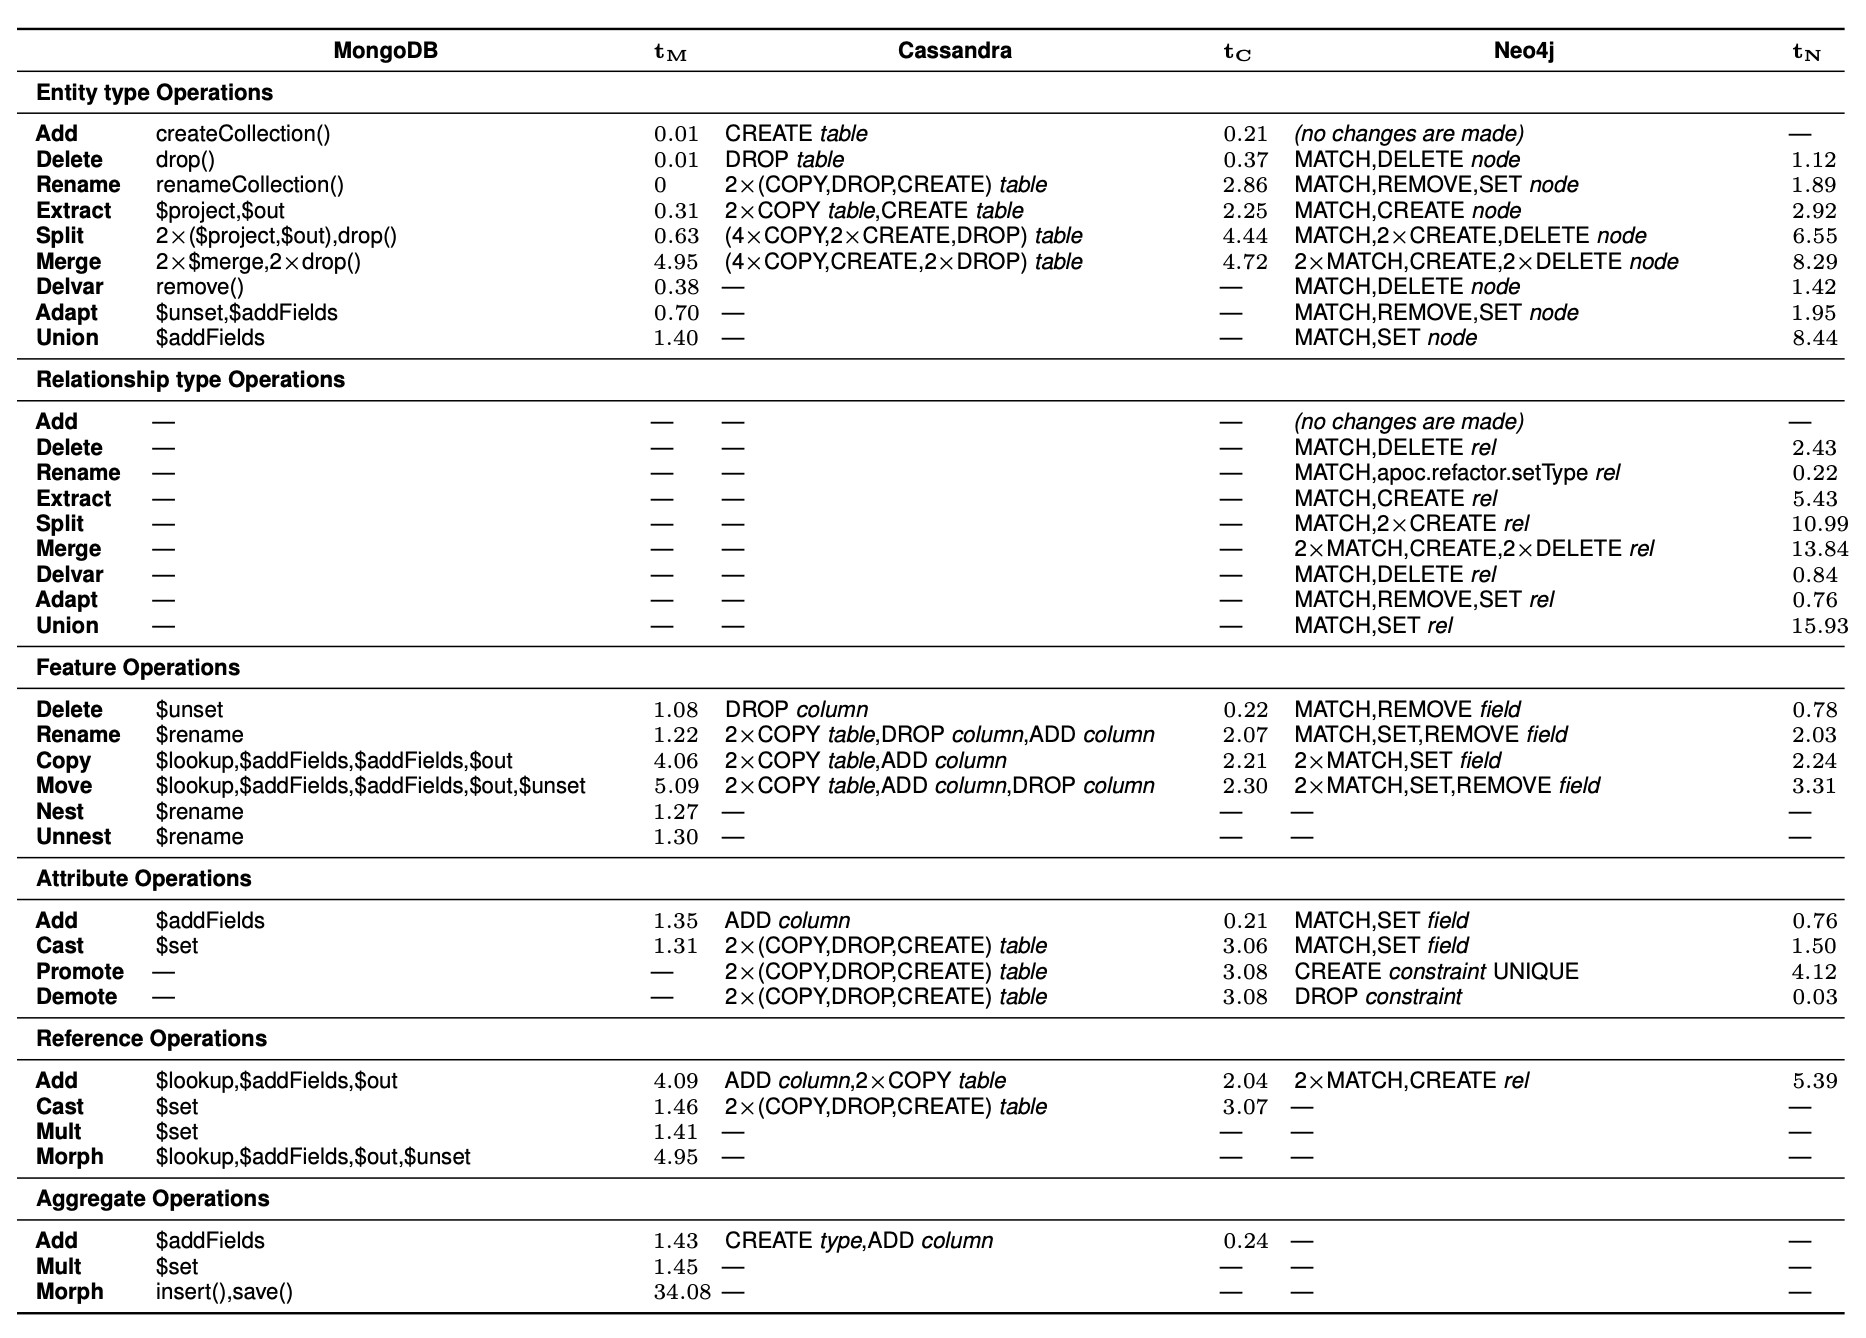 MongoDB tM Cassandra tC Neo4j tN
Entity type Operations
Add createCollection() 0.01 CREATE table 0.21 (no changes are made) —
Delete drop() 0.01 DROP table 0.37 MATCH,DELETE node 1.12
Rename renameCollection() 0 2×(COPY,DROP,CREATE) table 2.86 MATCH,REMOVE,SET node 1.89
Extract $project,$out 0.31 2×COPY table,CREATE table 2.25 MATCH,CREATE node 2.92
Split 2×($project,$out),drop() 0.63 (4×COPY,2×CREATE,DROP) table 4.44 MATCH,2×CREATE,DELETE node 6.55
Merge 2×$merge,2×drop() 4.95 (4×COPY,CREATE,2×DROP) table 4.72 2×MATCH,CREATE,2×DELETE node 8.29
Delvar remove() 0.38 — — MATCH,DELETE node 1.42
Adapt $unset,$addFields 0.70 — — MATCH,REMOVE,SET node 1.95
Union $addFields 1.40 — — MATCH,SET node 8.44
Relationship type Operations
Add — — — — (no changes are made) —
Delete — — — — MATCH,DELETE rel 2.43
Rename — — — — MATCH,apoc.refactor.setType rel 0.22
Extract — — — — MATCH,CREATE rel 5.43
Split — — — — MATCH,2×CREATE rel 10.99
Merge — — — — 2×MATCH,CREATE,2×DELETE rel 13.84
Delvar — — — — MATCH,DELETE rel 0.84
Adapt — — — — MATCH,REMOVE,SET rel 0.76
Union — — — — MATCH,SET rel 15.93
Feature Operations
Delete $unset 1.08 DROP column 0.22 MATCH,REMOVE field 0.78
Rename $rename 1.22 2×COPY table,DROP column,ADD column 2.07 MATCH,SET,REMOVE field 2.03
Copy $lookup,$addFields,$addFields,$out 4.06 2×COPY table,ADD column 2.21 2×MATCH,SET field 2.24
Move $lookup,$addFields,$addFields,$out,$unset 5.09 2×COPY table,ADD column,DROP column 2.30 2×MATCH,SET,REMOVE field 3.31
Nest $rename 1.27 — — — —
Unnest $rename 1.30 — — — —
Attribute Operations
Add $addFields 1.35 ADD column 0.21 MATCH,SET field 0.76
Cast $set 1.31 2×(COPY,DROP,CREATE) table 3.06 MATCH,SET field 1.50
Promote — — 2×(COPY,DROP,CREATE) table 3.08 CREATE constraint UNIQUE 4.12
Demote — — 2×(COPY,DROP,CREATE) table 3.08 DROP constraint 0.03
Reference Operations
Add $lookup,$addFields,$out 4.09 ADD column,2×COPY table 2.04 2×MATCH,CREATE rel 5.39
Cast $set 1.46 2×(COPY,DROP,CREATE) table 3.07 — —
Mult $set 1.41 — — — —
Morph $lookup,$addFields,$out,$unset 4.95 — — — —
Aggregate Operations
Add $addFields 1.43 CREATE type,ADD column 0.24 — —
Mult $set 1.45 — — — —
Morph insert(),save() 34.08 — — — —